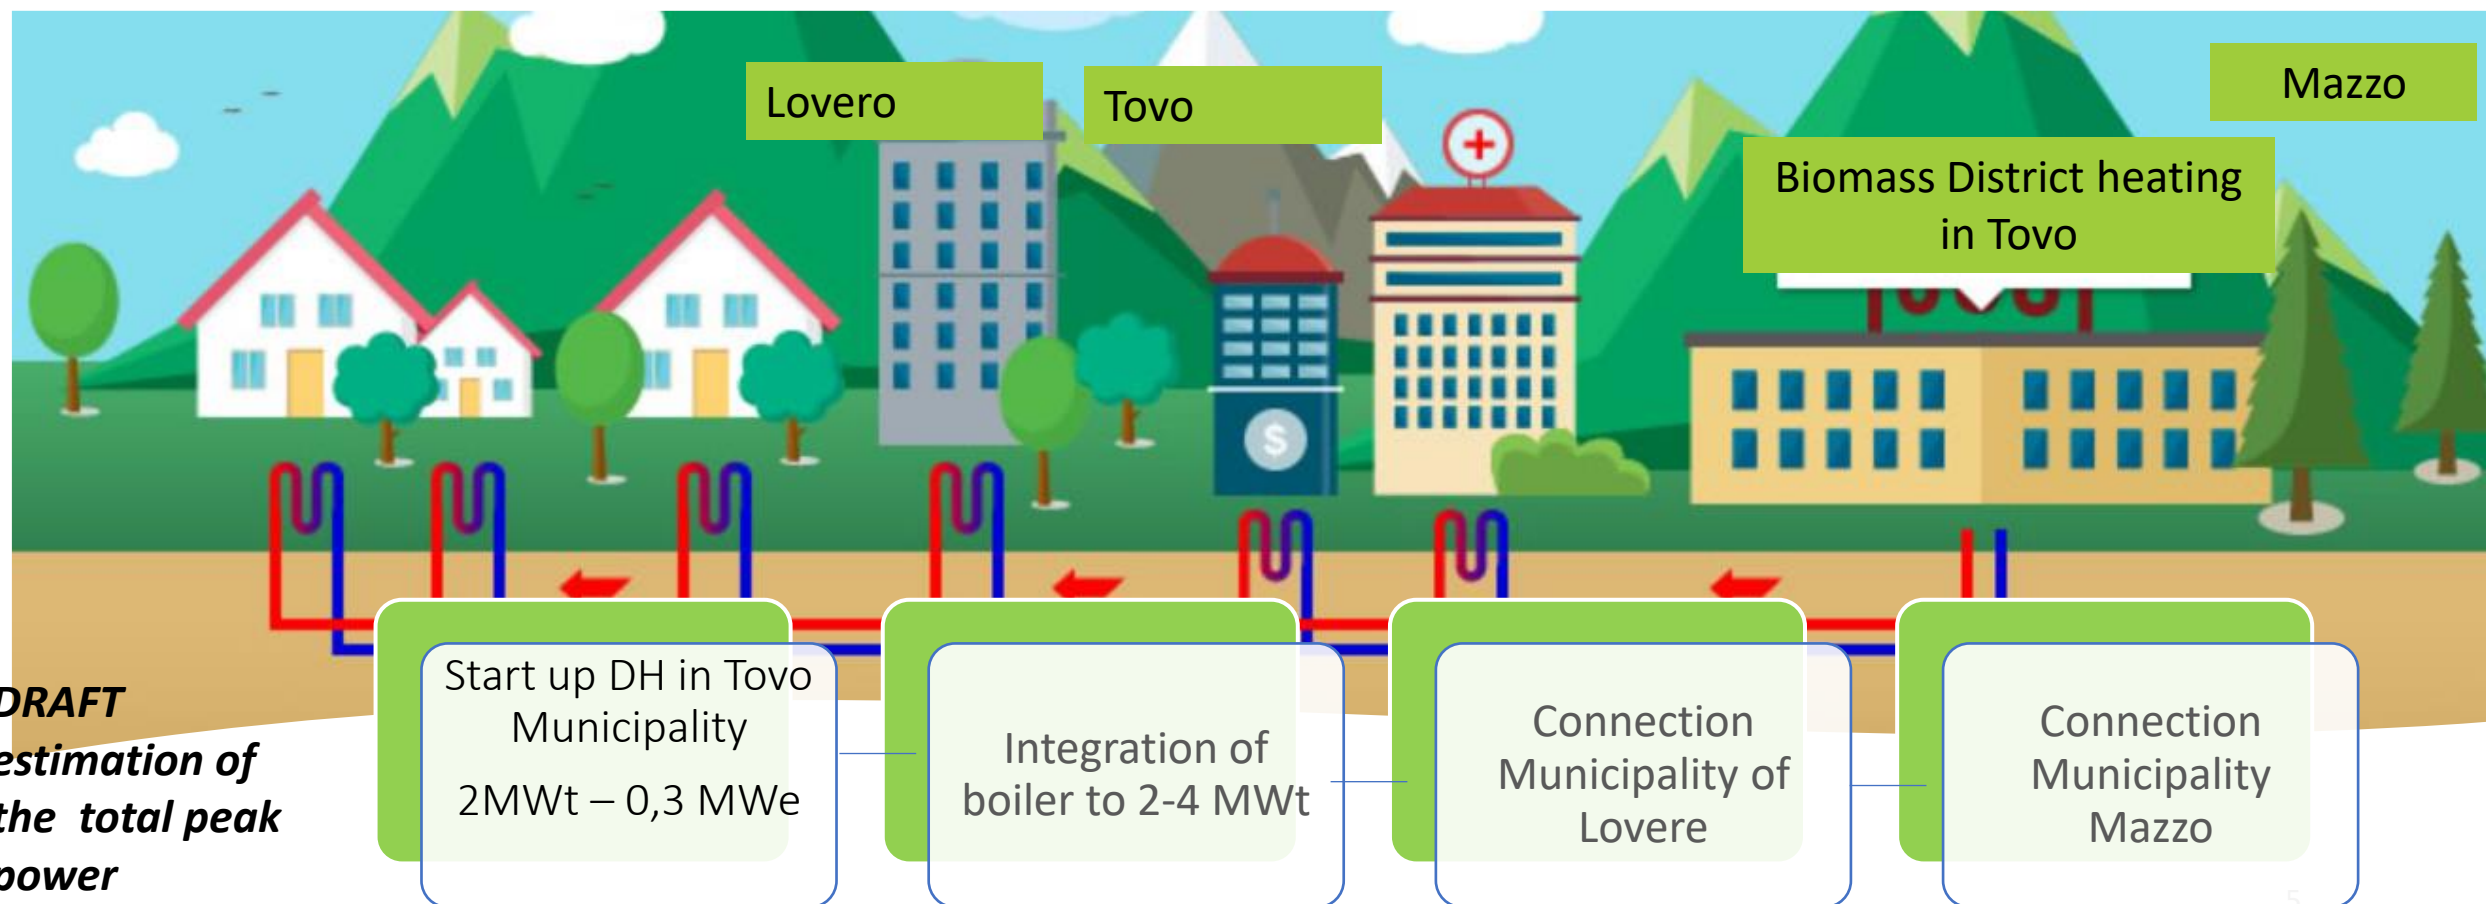 Lovero
Tovo
Mazzo
Biomass District heating
in Tovo
$
DRAFT
estimation of
the total peak
power
Start up DH in Tovo
Municipality
2MWt – 0,3 MWe
Integration of
boiler to 2-4 MWt
Connection
Municipality of
Lovere
Connection
Municipality
Mazzo
5